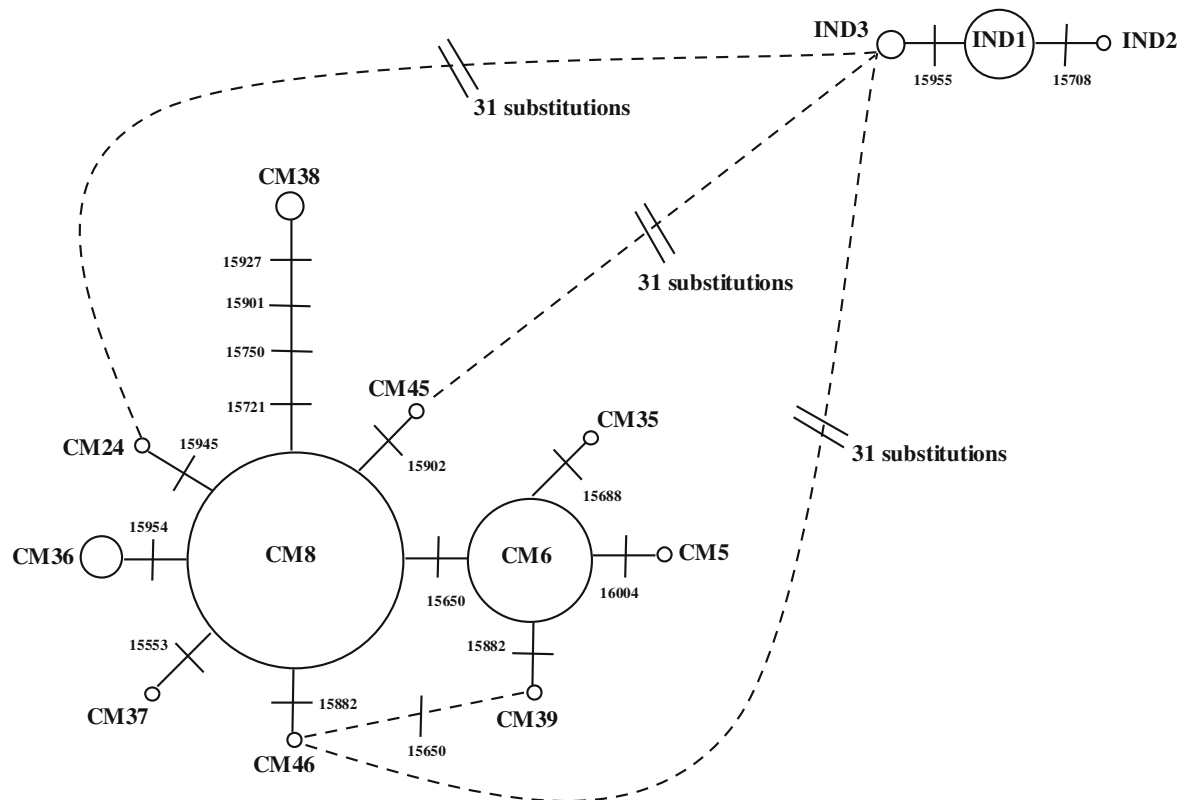 IND3
IND1
IND2
15955
15708
31 substitutions
CM38
15927
15901
15750
15721
31 substitutions
CM45
15902
CM35
15688
31 substitutions
CM24
15945
15954
CM36
CM8
CM6
CM5
15650
16004
15553
CM37
15882
15882
CM46
15650
CM39